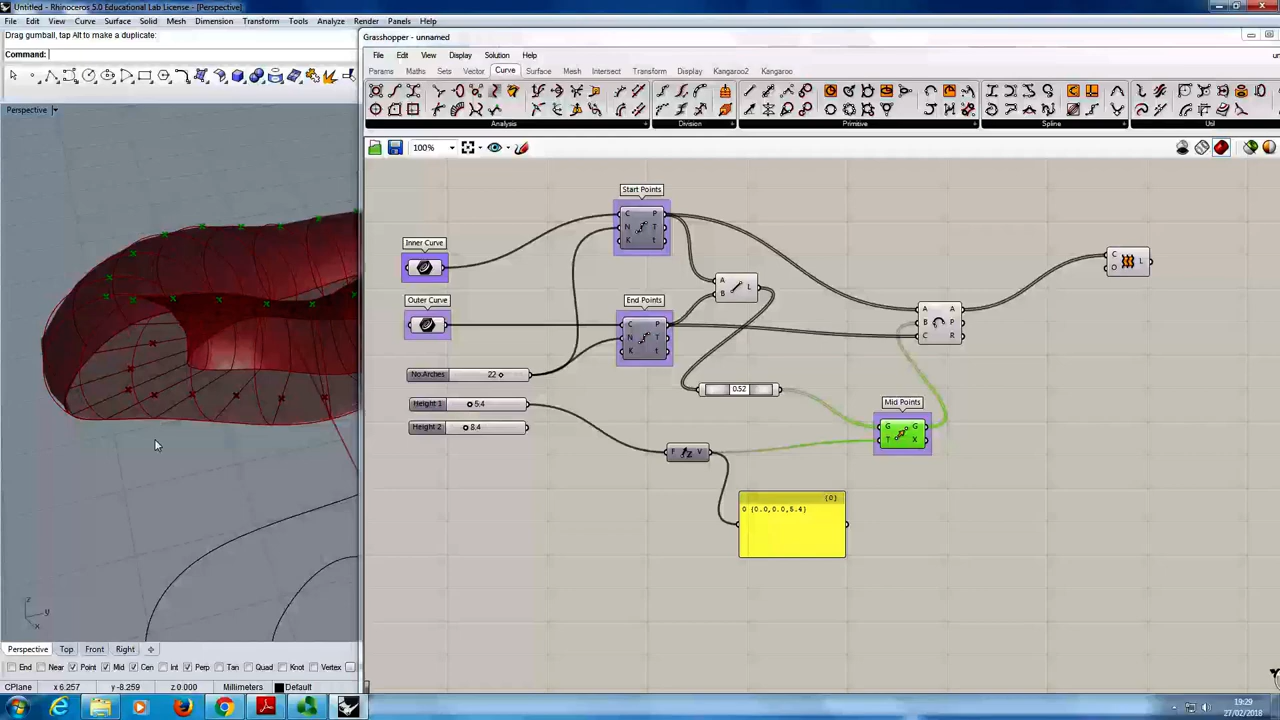 Untitled - Rhinoceros 5.0 Educational Lab License - [Perspective]
File Edit View Curve Surface Solid Mesh Dimension Transform Tools Analyze Render Panels Help
Drag gumball, tap Alt to make a duplicate:
Command:
Perspective
Grasshopper - unnamed
File Edit View Display Solution Help
un
Params Maths Sets Vector Curve Surface Mesh Intersect Transform Display Kangaroo2 Kangaroo
Analysis Division Primitive Spline Util
100%
Start Points
C P
N T
K t
Inner Curve
Outer Curve
A L
B
End Points
C P
N T
K t
C L
O
A A
B P
C R
No.Arches 22
Height 1 5.4
Height 2 8.4
0.52
Mid Points
G G
T X
F V
{0}
0 {0.0,0.0,5.4}
z
y
x
Perspective Top Front Right
End Near Point Mid Cen Int Perp Tan Quad Knot Vertex
CPlane x 6.257 y -8.259 z 0.000 Millimeters Default
19:29
27/02/2018